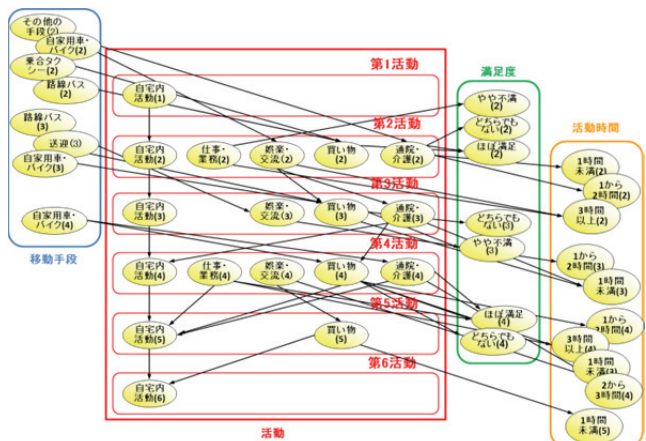 その他の
手段(2)
自家用車・
バイク(2)
乗合タク
シー(2)
路線バス
(2)
路線バス
(3)
送迎(3)
自家用車・
バイク(3)
自家用車・
バイク(4)
移動手段
第1活動
自宅内
活動(1)
第2活動
自宅内
活動(2)
仕事・
業務(2)
娯楽・
交流(2)
買い物
(2)
通院・
介護(2)
第3活動
自宅内
活動(3)
娯楽・
交流(3)
買い物
(3)
通院・
介護(3)
第4活動
自宅内
活動(4)
仕事・
業務(4)
娯楽・
交流(4)
買い物
(4)
通院・
介護(4)
第5活動
自宅内
活動(5)
買い物
(5)
第6活動
自宅内
活動(6)
活動
満足度
やや不満
(2)
どちらでも
ない(2)
ほぼ満足
(2)
どちらでも
ない(3)
やや不満
(3)
ほぼ満足
(4)
どちらでも
ない(4)
活動時間
1時間
未満(2)
1から
2時間(2)
3時間
以上(2)
1から
2時間(3)
1時間
未満(3)
1から
3時間(4)
3時間
以上(4)
1時間
未満(3)
2から
3時間(4)
1時間
未満(5)